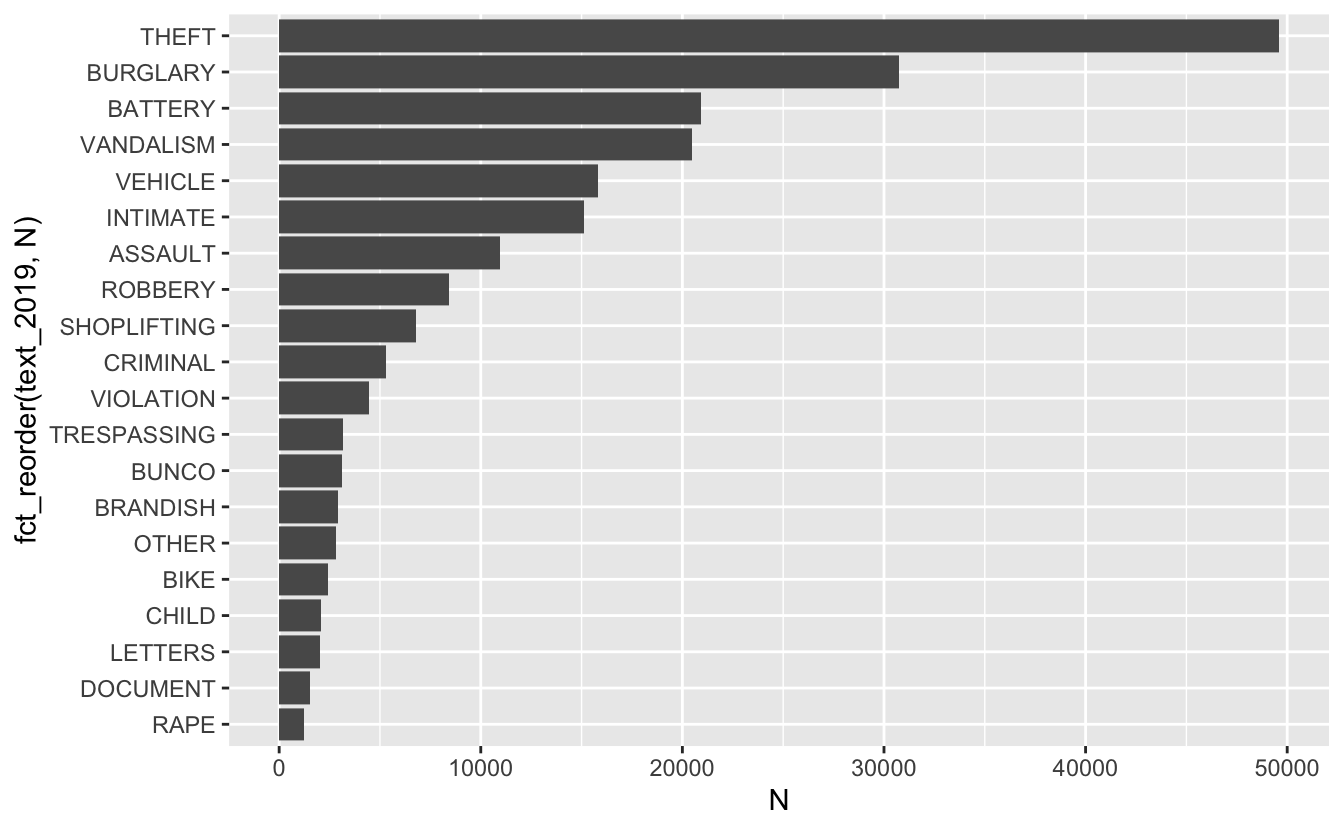 THEFT
BURGLARY
BATTERY
VANDALISM
VEHICLE
INTIMATE
ASSAULT
ROBBERY
SHOPLIFTING
CRIMINAL
VIOLATION
TRESPASSING
BUNCO
BRANDISH
OTHER
BIKE
CHILD
LETTERS
DOCUMENT
RAPE
fct_reorder(text_2019, N)
0 10000 20000 30000 40000 50000
N